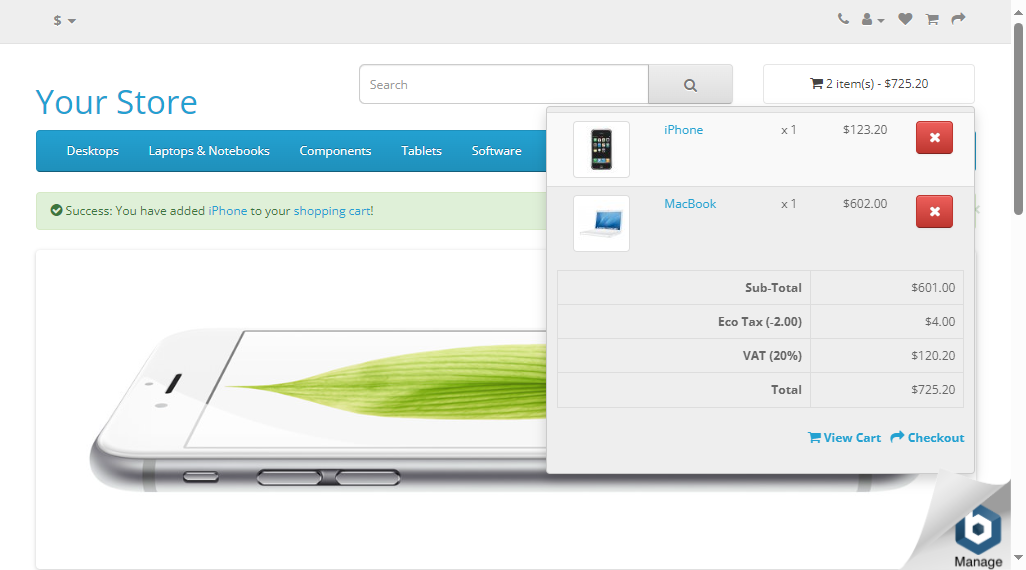 $
Search
2 item(s) - $725.20
Your Store
Desktops
Laptops & Notebooks
Components
Tablets
Software
iPhone x 1 $123.20
Success: You have added iPhone to your shopping cart!
MacBook x 1 $602.00
Sub-Total $601.00
Eco Tax (-2.00) $4.00
VAT (20%) $120.20
Total $725.20
View Cart Checkout
b
Manage